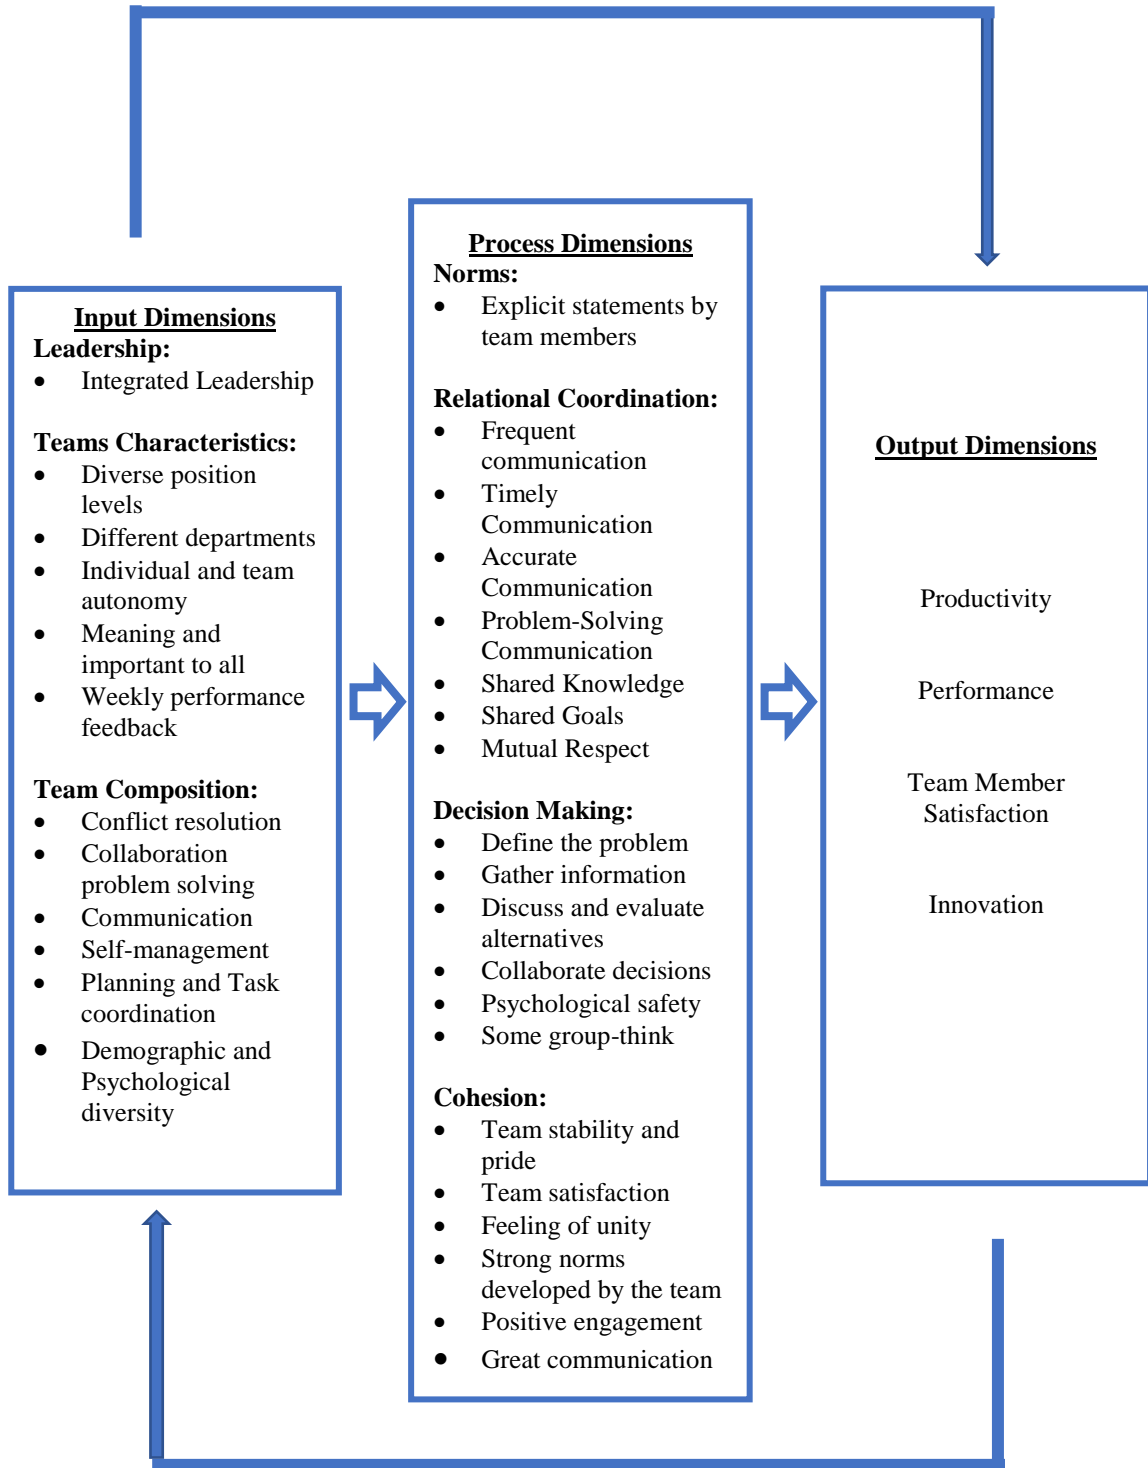 Input Dimensions
Leadership:
• Integrated Leadership
Teams Characteristics:
• Diverse position
levels
• Different departments
• Individual and team
autonomy
• Meaning and
important to all
• Weekly performance
feedback
Team Composition:
• Conflict resolution
• Collaboration
problem solving
• Communication
• Self-management
• Planning and Task
coordination
• Demographic and
Psychological
diversity
Process Dimensions
Norms:
• Explicit statements by
team members
Relational Coordination:
• Frequent
communication
• Timely
Communication
• Accurate
Communication
• Problem-Solving
Communication
• Shared Knowledge
• Shared Goals
• Mutual Respect
Decision Making:
• Define the problem
• Gather information
• Discuss and evaluate
alternatives
• Collaborate decisions
• Psychological safety
• Some group-think
Cohesion:
• Team stability and
pride
• Team satisfaction
• Feeling of unity
• Strong norms
developed by the team
• Positive engagement
• Great communication
Output Dimensions
Productivity
Performance
Team Member
Satisfaction
Innovation